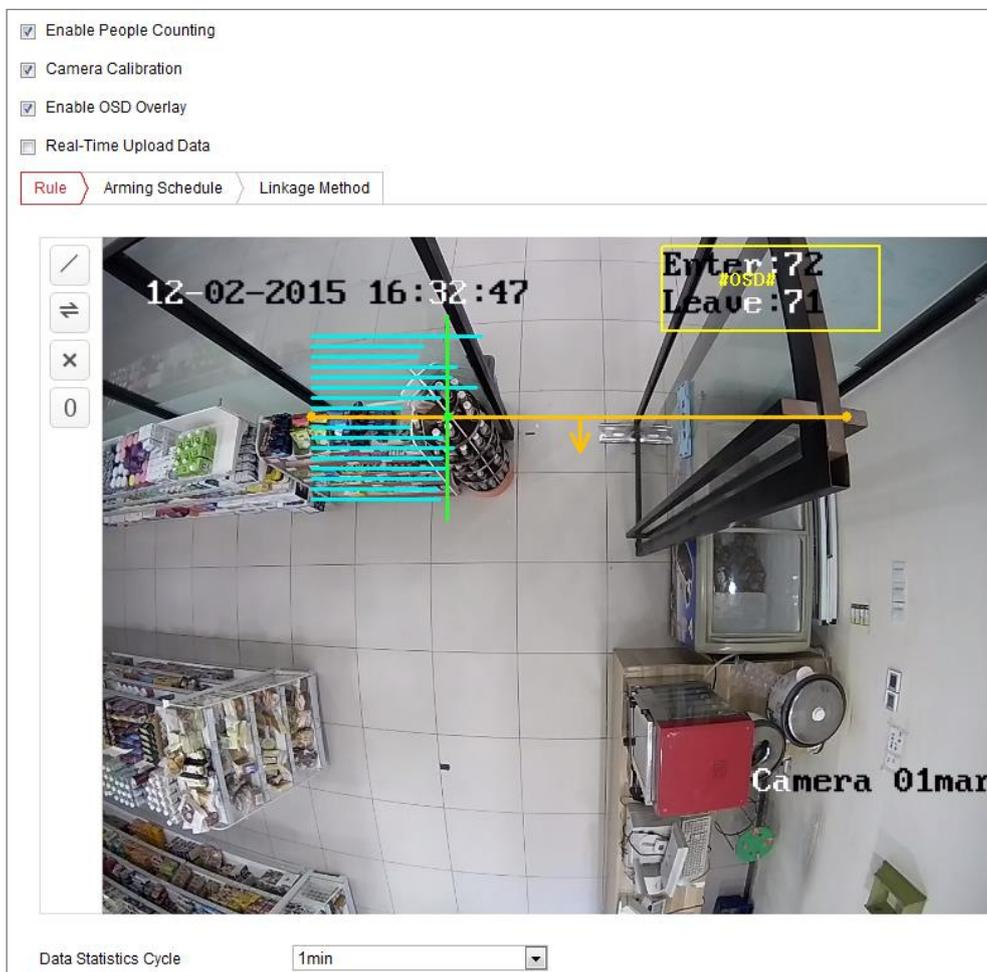 Enable People Counting
Camera Calibration
Enable OSD Overlay
Real-Time Upload Data
Rule
Arming Schedule
Linkage Method
Enter:72
#OSD#
12-02-2015 16:32:47
Leave:71
0
Camera 01mar
Data Statistics Cycle
1min